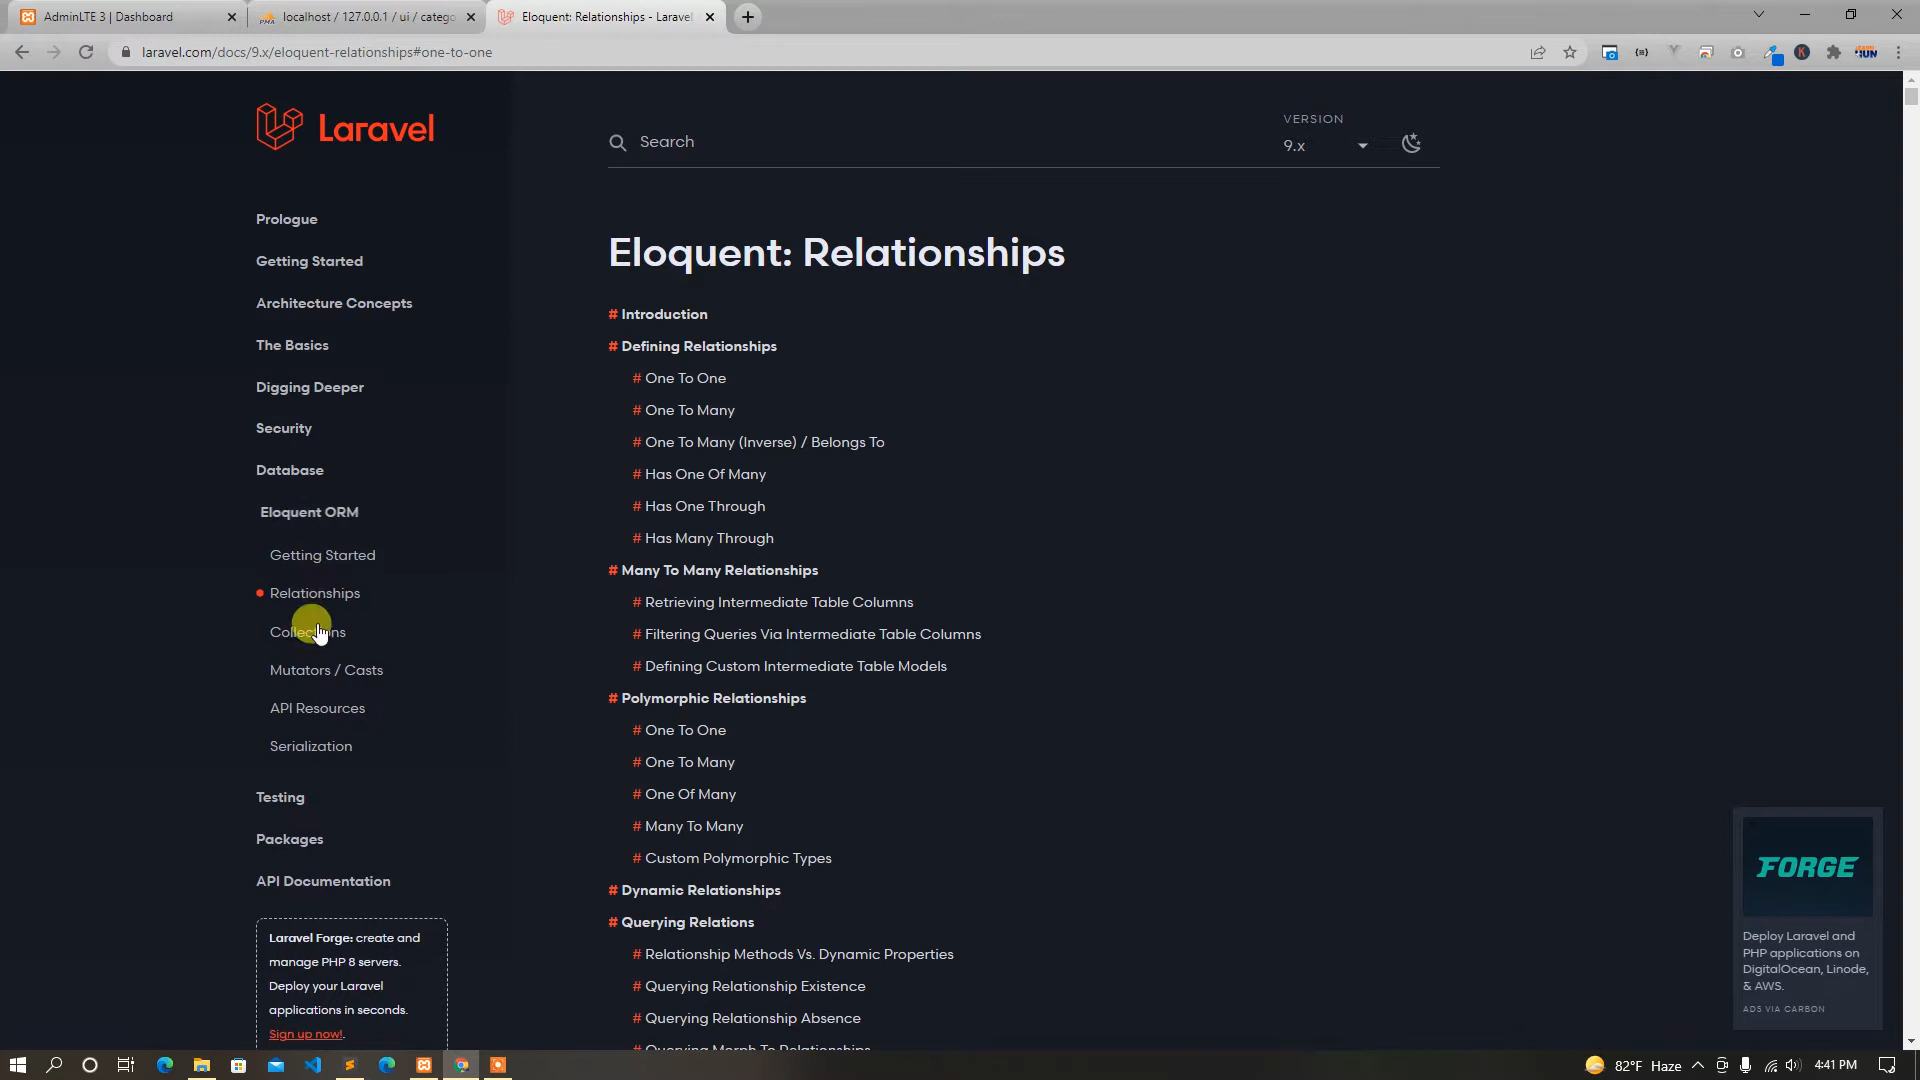 AdminLTE 3 | Dashboard
localhost / 127.0.0.1 / ui / catego
Eloquent: Relationships - Laravel
laravel.com/docs/9.x/eloquent-relationships#one-to-one
Laravel
Search
VERSION
9.x
Prologue
Getting Started
Architecture Concepts
The Basics
Digging Deeper
Security
Database
Eloquent ORM
Getting Started
Relationships
Collections
Mutators / Casts
API Resources
Serialization
Testing
Packages
API Documentation
Laravel Forge: create and
manage PHP 8 servers.
Deploy your Laravel
applications in seconds.
Sign up now!.
Eloquent: Relationships
# Introduction
# Defining Relationships
# One To One
# One To Many
# One To Many (Inverse) / Belongs To
# Has One Of Many
# Has One Through
# Has Many Through
# Many To Many Relationships
# Retrieving Intermediate Table Columns
# Filtering Queries Via Intermediate Table Columns
# Defining Custom Intermediate Table Models
# Polymorphic Relationships
# One To One
# One To Many
# One Of Many
# Many To Many
# Custom Polymorphic Types
# Dynamic Relationships
# Querying Relations
# Relationship Methods Vs. Dynamic Properties
# Querying Relationship Existence
# Querying Relationship Absence
# Querying Morph To Relationships
FORGE
Deploy Laravel and
PHP applications on
DigitalOcean, Linode,
& AWS.
ADS VIA CARBON
82°F Haze
4:41 PM